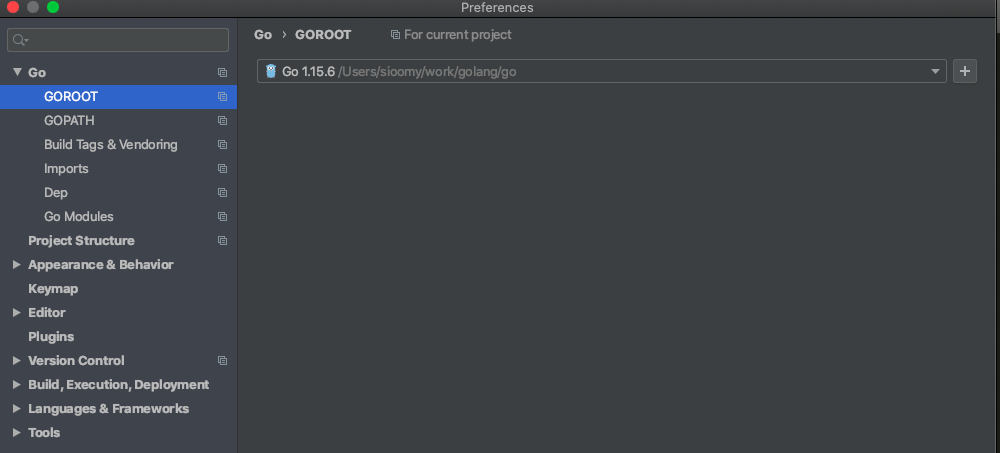 Preferences
Go › GOROOT For current project
Go 1.15.6 /Users/sioomy/work/golang/go
Go
GOROOT
GOPATH
Build Tags & Vendoring
Imports
Dep
Go Modules
Project Structure
Appearance & Behavior
Keymap
Editor
Plugins
Version Control
Build, Execution, Deployment
Languages & Frameworks
Tools